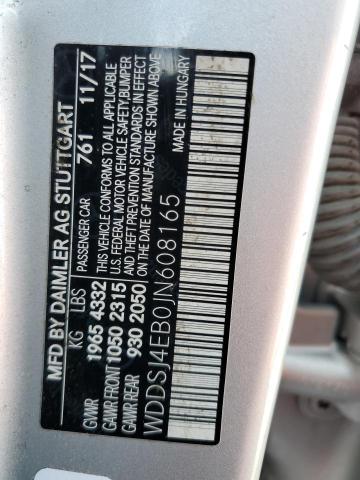 MFD BY DAIMLER AG STUTTGART
KG LBS PASSENGER CAR 761 11/17
GVWR 1965 4332 THIS VEHICLE CONFORMS TO ALL APPLICABLE
GAWR FRONT 1050 2315 U.S. FEDERAL MOTOR VEHICLE SAFETY,BUMPER
GAWR REAR 930 2050 AND THEFT PREVENTION STANDARDS IN EFFECT
ON THE DATE OF MANUFACTURE SHOWN ABOVE
WDDSJ4EB0JN608165 MADE IN HUNGARY